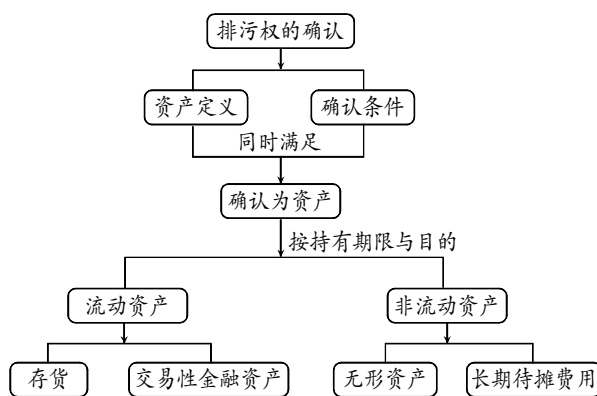 排污权的确认
资产定义
确认条件
同时满足
确认为资产
按持有期限与目的
流动资产
非流动资产
存货
交易性金融资产
无形资产
长期待摊费用